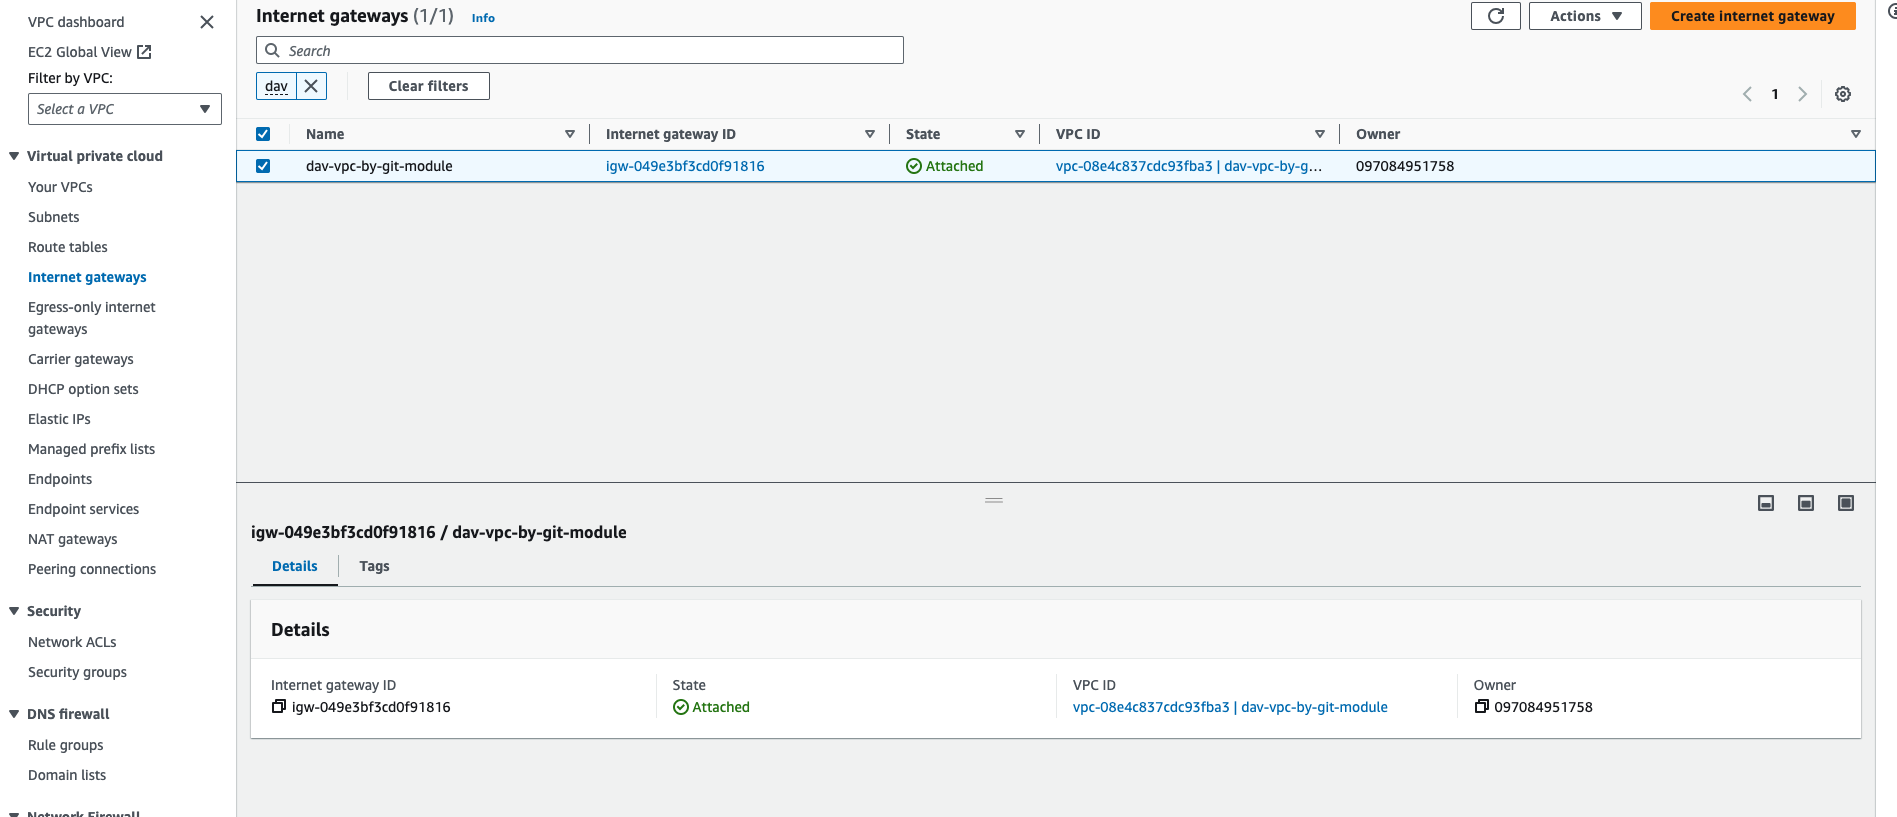 VPC dashboard
EC2 Global View
Filter by VPC:
Select a VPC
Virtual private cloud
Your VPCs
Subnets
Route tables
Internet gateways
Egress-only internet
gateways
Carrier gateways
DHCP option sets
Elastic IPs
Managed prefix lists
Endpoints
Endpoint services
NAT gateways
Peering connections
Security
Network ACLs
Security groups
DNS firewall
Rule groups
Domain lists
Network Firewall
Internet gateways (1/1) Info
Actions
Create internet gateway
Search
dav
Clear filters
1
Name Internet gateway ID State VPC ID Owner
dav-vpc-by-git-module igw-049e3bf3cd0f91816 Attached vpc-08e4c837cdc93fba3 | dav-vpc-by-g... 097084951758
igw-049e3bf3cd0f91816 / dav-vpc-by-git-module
Details Tags
Details
Internet gateway ID State VPC ID Owner
igw-049e3bf3cd0f91816 Attached vpc-08e4c837cdc93fba3 | dav-vpc-by-git-module 097084951758